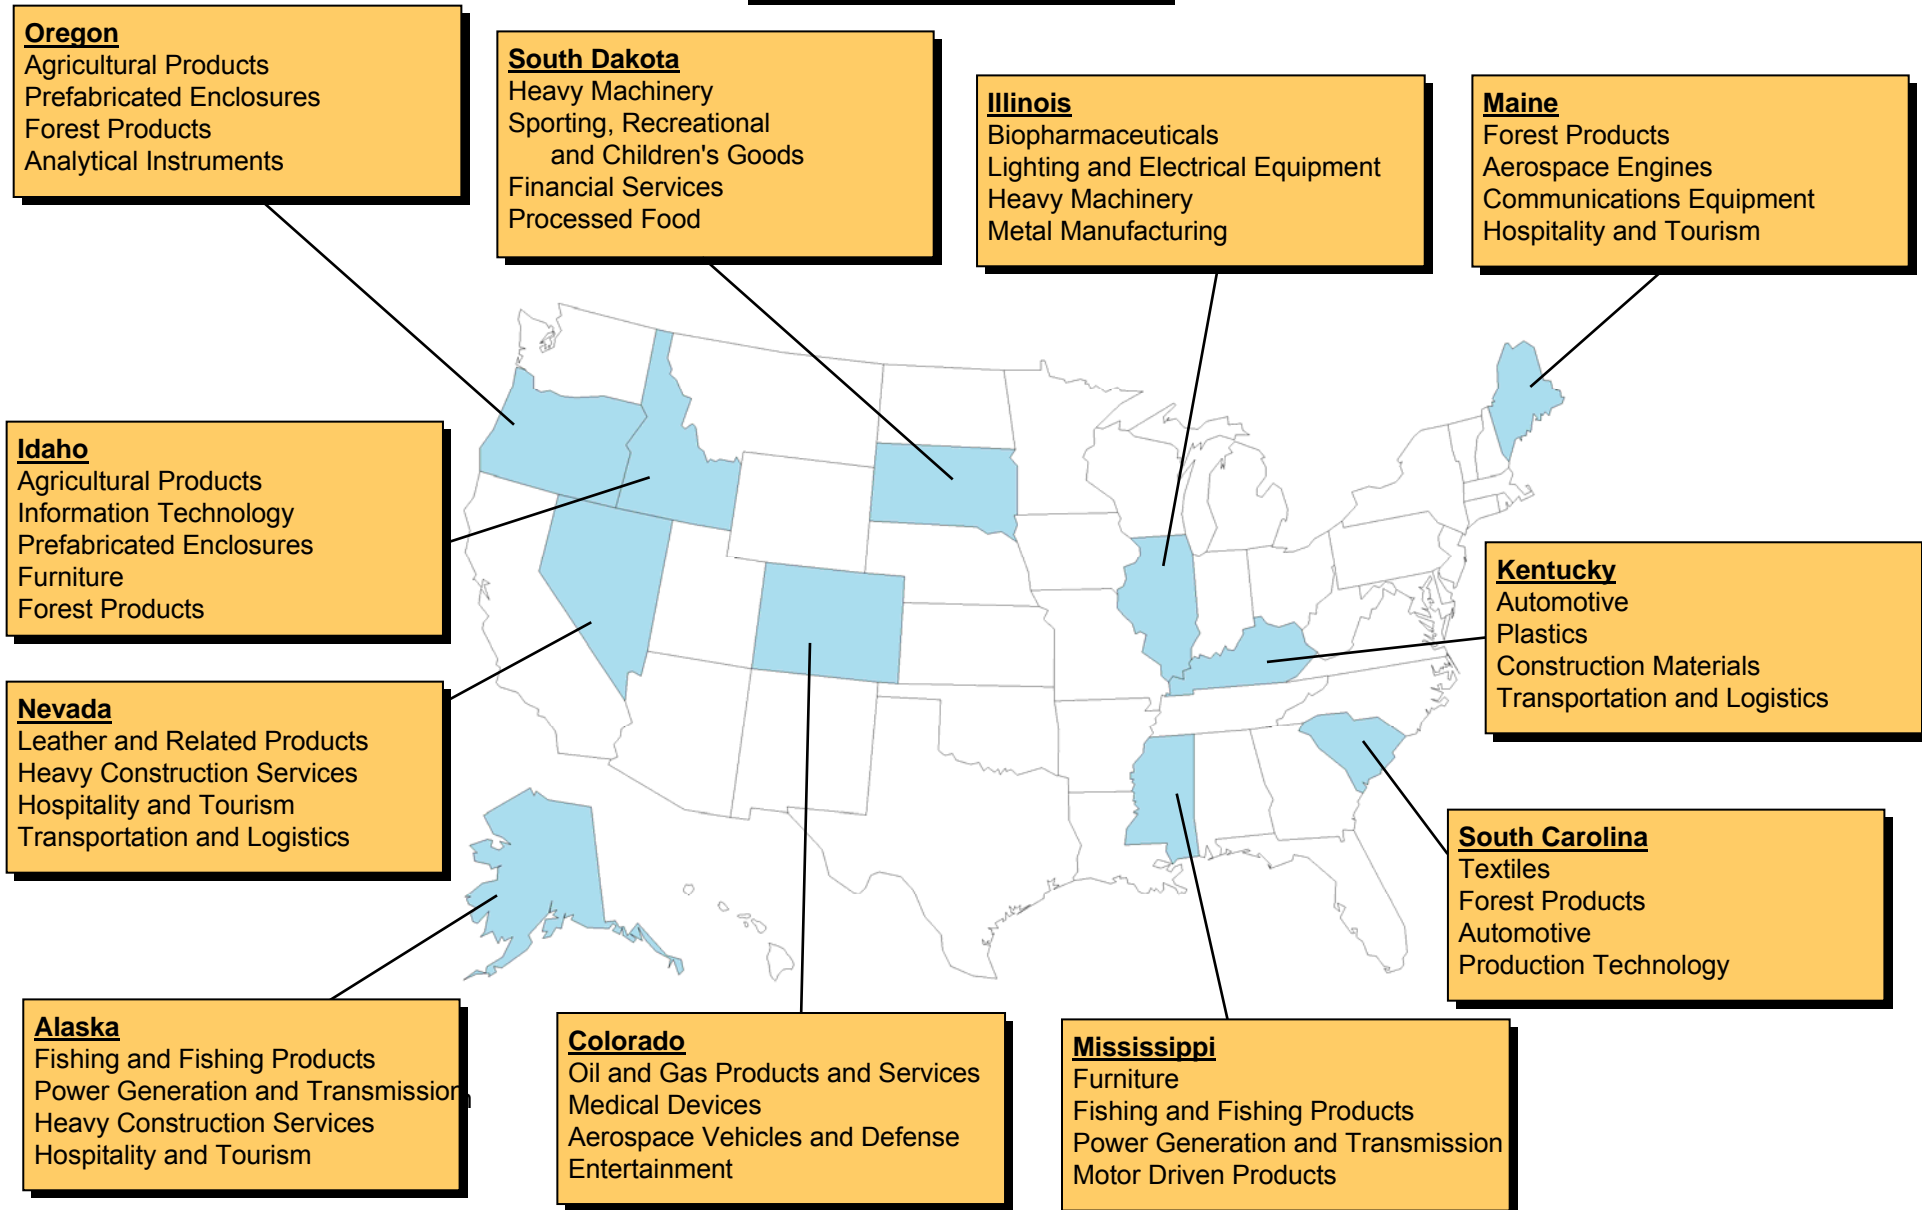 Oregon
Agricultural Products
Prefabricated Enclosures
Forest Products
Analytical Instruments
South Dakota
Heavy Machinery
Sporting, Recreational
and Children's Goods
Financial Services
Processed Food
Illinois
Biopharmaceuticals
Lighting and Electrical Equipment
Heavy Machinery
Metal Manufacturing
Maine
Forest Products
Aerospace Engines
Communications Equipment
Hospitality and Tourism
Idaho
Agricultural Products
Information Technology
Prefabricated Enclosures
Furniture
Forest Products
Kentucky
Automotive
Plastics
Construction Materials
Transportation and Logistics
Nevada
Leather and Related Products
Heavy Construction Services
Hospitality and Tourism
Transportation and Logistics
South Carolina
Textiles
Forest Products
Automotive
Production Technology
Alaska
Fishing and Fishing Products
Power Generation and Transmission
Heavy Construction Services
Hospitality and Tourism
Colorado
Oil and Gas Products and Services
Medical Devices
Aerospace Vehicles and Defense
Entertainment
Mississippi
Furniture
Fishing and Fishing Products
Power Generation and Transmission
Motor Driven Products